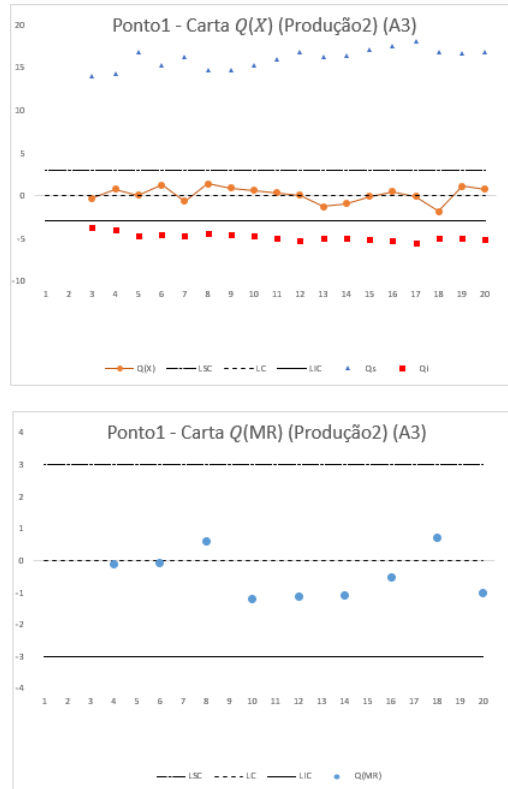 Ponto1 - Carta Q(X) (Produção2) (A3)
20
15
10
5
0
-5
-10
1 2 3 4 5 6 7 8 9 10 11 12 13 14 15 16 17 18 19 20
Q(X) LSC LC LIC Qs Qi
Ponto1 - Carta Q(MR) (Produção2) (A3)
4
3
2
1
0
-1
-2
-3
-4
1 2 3 4 5 6 7 8 9 10 11 12 13 14 15 16 17 18 19 20
LSC LC LIC Q(MR)